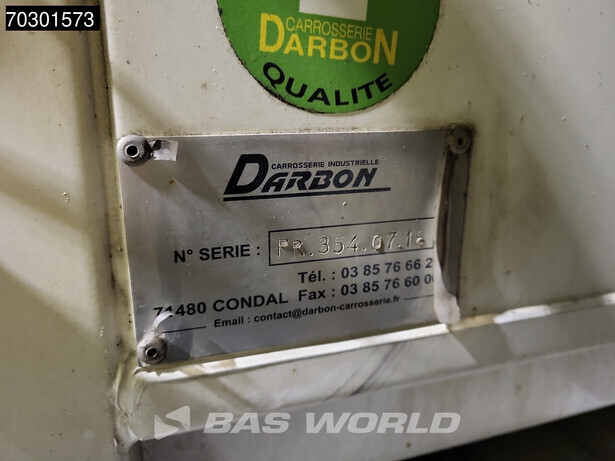 70301573
CARROSSERIE
DARBON
QUALITE
CARROSSERIE INDUSTRIELLE
DARBON
N° SERIE : PR.354.07.18
Tél. : 03 85 76 66 2
71480 CONDAL Fax : 03 85 76 60 0
Email : contact@darbon-carrosserie.fr
BAS WORLD